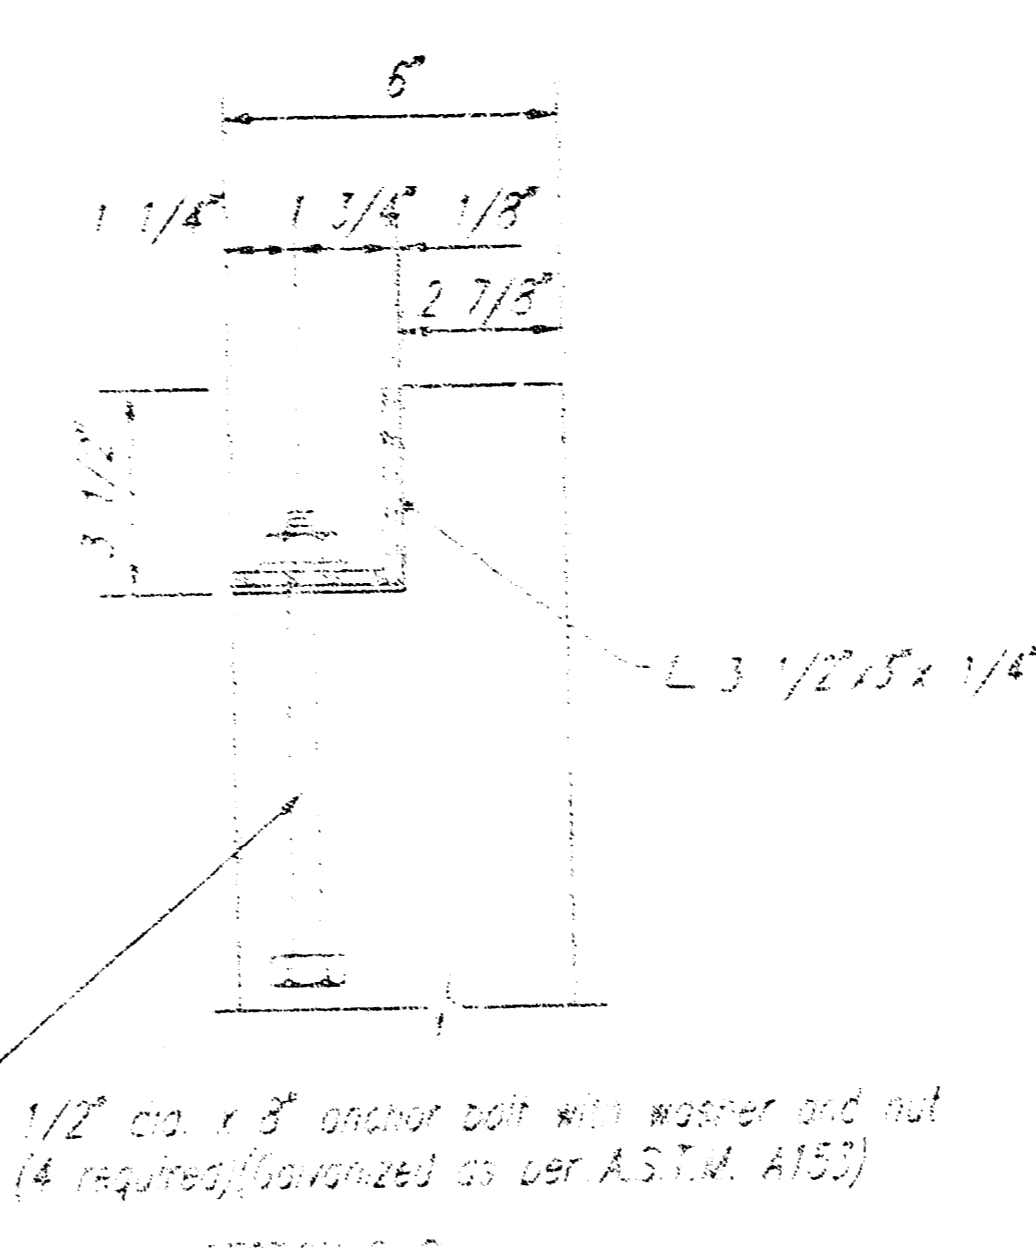 6"
1 1/4" 1 3/4" 1/8"
2 7/8"
3 1/2"
L 3 1/2"x5"x 1/4"
1/2" dia. x 8" anchor bolt with washer and nut
(4 required)(Galvanized as per A.S.T.M. A153)